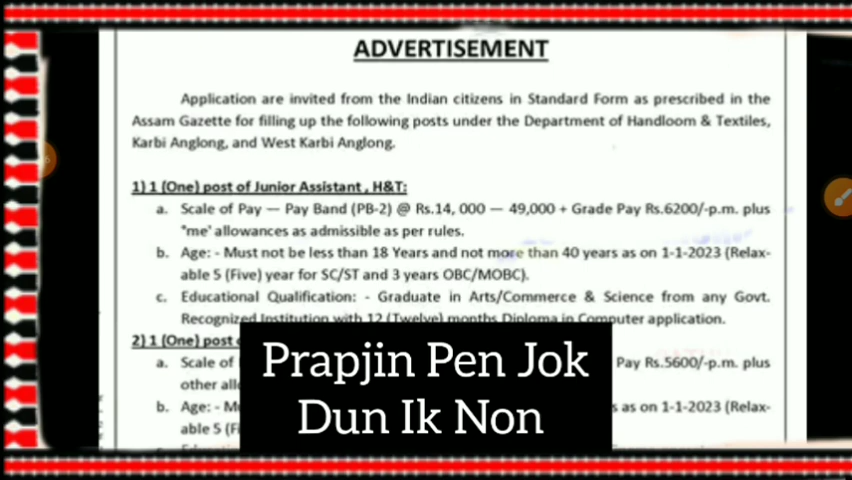 ADVERTISEMENT
Application are invited from the Indian citizens in Standard Form as prescribed in the
Assam Gazette for filling up the following posts under the Department of Handloom & Textiles,
Karbi Anglong, and West Karbi Anglong.
1) 1 (One) post of Junior Assistant , H&T:
a. Scale of Pay — Pay Band (PB-2) @ Rs.14, 000 — 49,000 + Grade Pay Rs.6200/-p.m. plus
"me' allowances as admissible as per rules.
b. Age: - Must not be less than 18 Years and not more than 40 years as on 1-1-2023 (Relax-
able 5 (Five) year for SC/ST and 3 years OBC/MOBC).
c. Educational Qualification: - Graduate in Arts/Commerce & Science from any Govt.
Recognized Institution with 12 (Twelve) months Diploma in Computer application.
2) 1 (One) post
a. Scale of Pay Rs.5600/-p.m. plus
other
b. Age: - as on 1-1-2023 (Relax-
able 5
Prapjin Pen Jok
Dun Ik Non